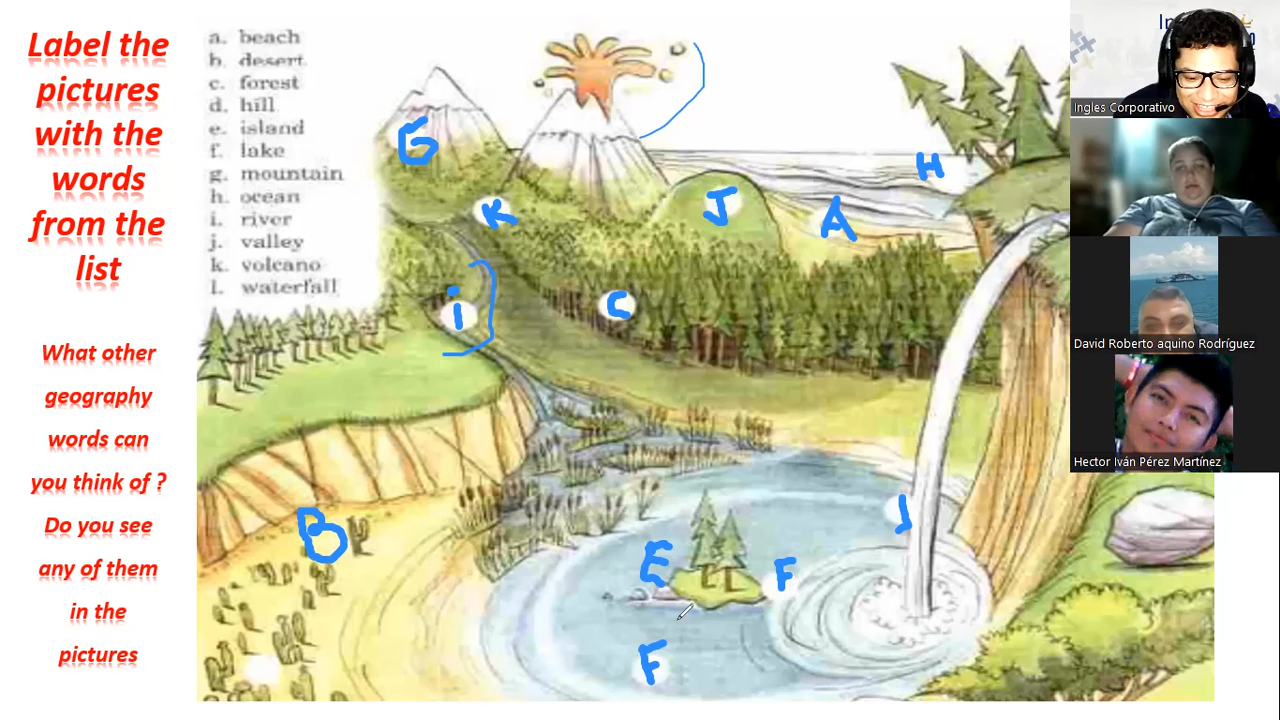 Label the
pictures
with the
words
from the
list
What other
geography
words can
you think of ?
Do you see
any of them
in the
pictures
a. beach
b. desert
c. forest
d. hill
e. island
f. lake
g. mountain
h. ocean
i. river
j. valley
k. volcano
l. waterfall
G
H
K
J
A
i
C
B
J
E
F
F
Ingles Corporativo
David Roberto aquino Rodríguez
Hector Iván Pérez Martínez